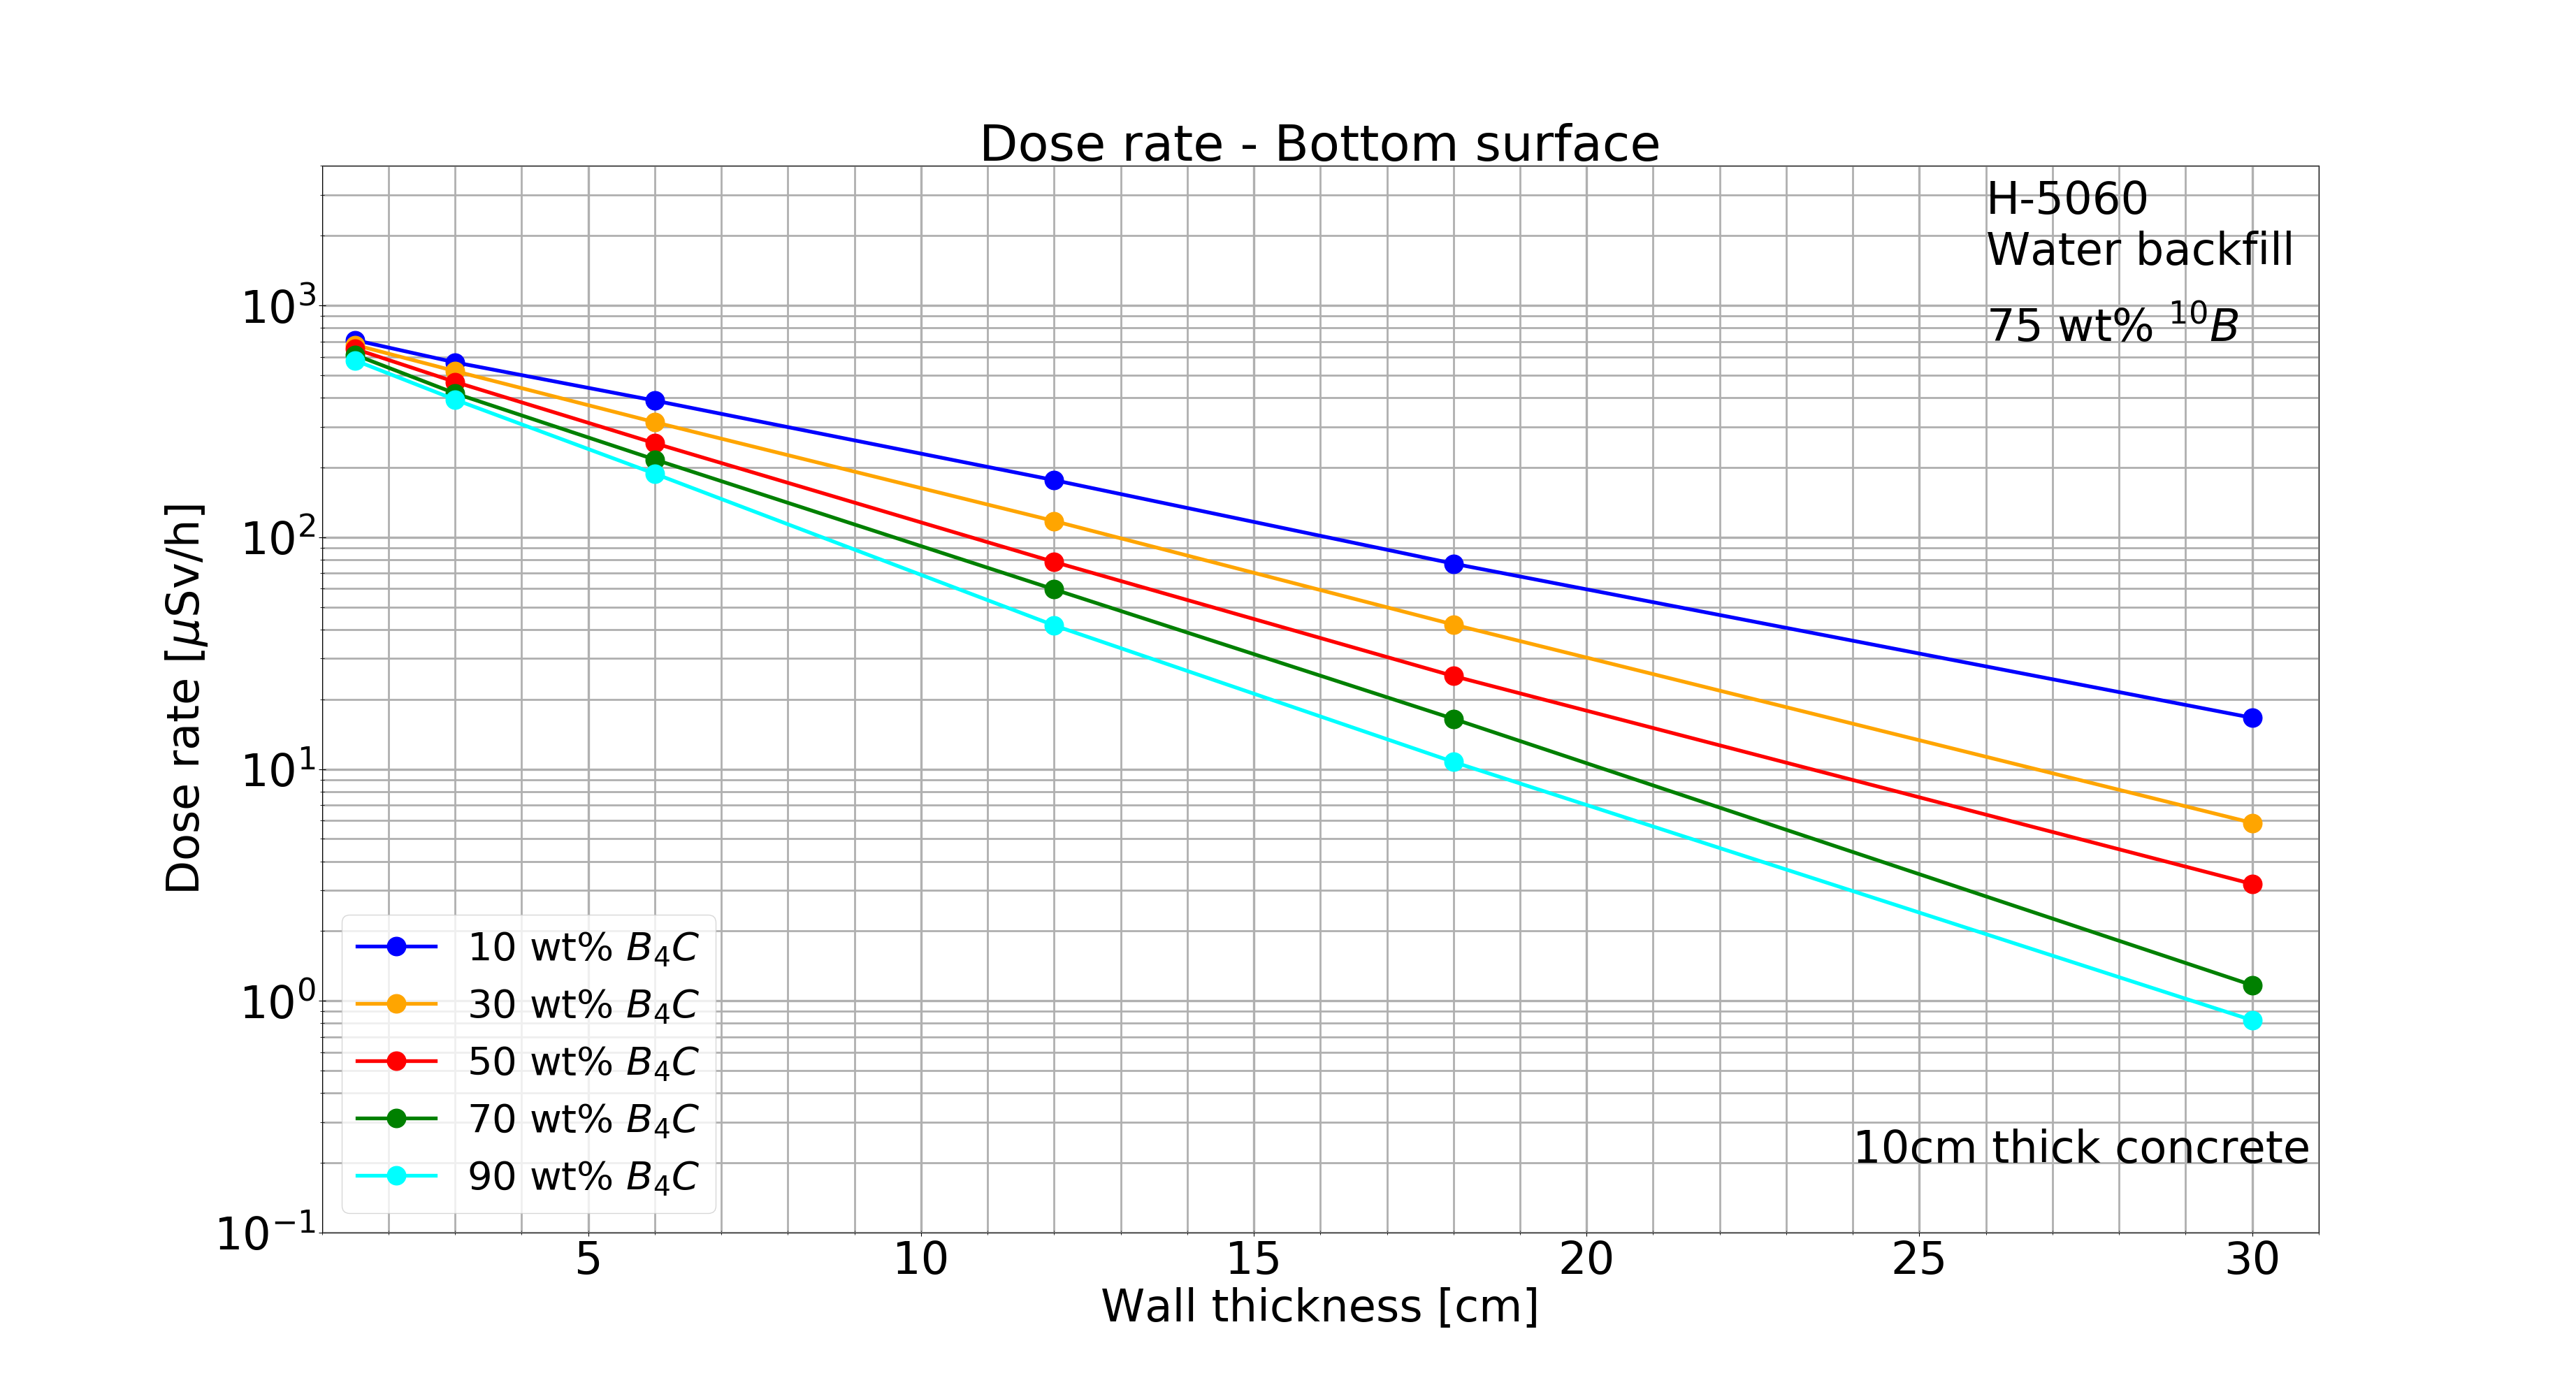 Dose rate - Bottom surface
H-5060
Water backfill
75 wt% ¹⁰B
10³
10²
10¹
10⁰
10⁻¹
Dose rate [μSv/h]
10 wt% B₄C
30 wt% B₄C
50 wt% B₄C
70 wt% B₄C
90 wt% B₄C
10cm thick concrete
5 10 15 20 25 30
Wall thickness [cm]